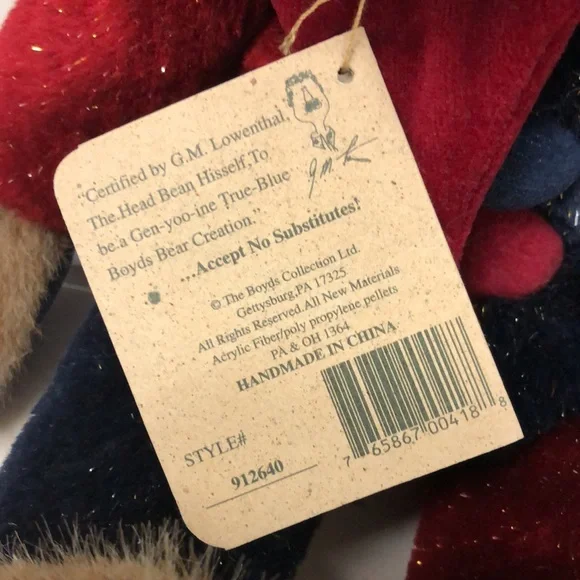 "Certified by G.M. Lowenthal,
The Head Bean Hisself, To
be a Gen-yoo-ine True-Blue
Boyds Bear Creation."
...Accept No Substitutes!
© The Boyds Collection Ltd.
Gettysburg, PA 17325
All Rights Reserved. All New Materials
Acrylic Fiber/poly propylene pellets
PA & OH 1364
HANDMADE IN CHINA
7 65867 00418 8
STYLE#
912640